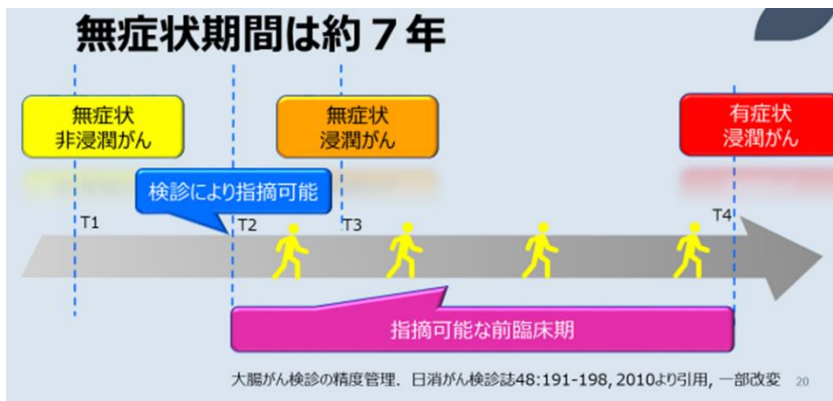 無症状期間は約７年
無症状
非浸潤がん
無症状
浸潤がん
有症状
浸潤がん
検診により指摘可能
T1
T2
T3
T4
指摘可能な前臨床期
大腸がん検診の精度管理．日消がん検診誌48:191-198, 2010より引用, 一部改変
20